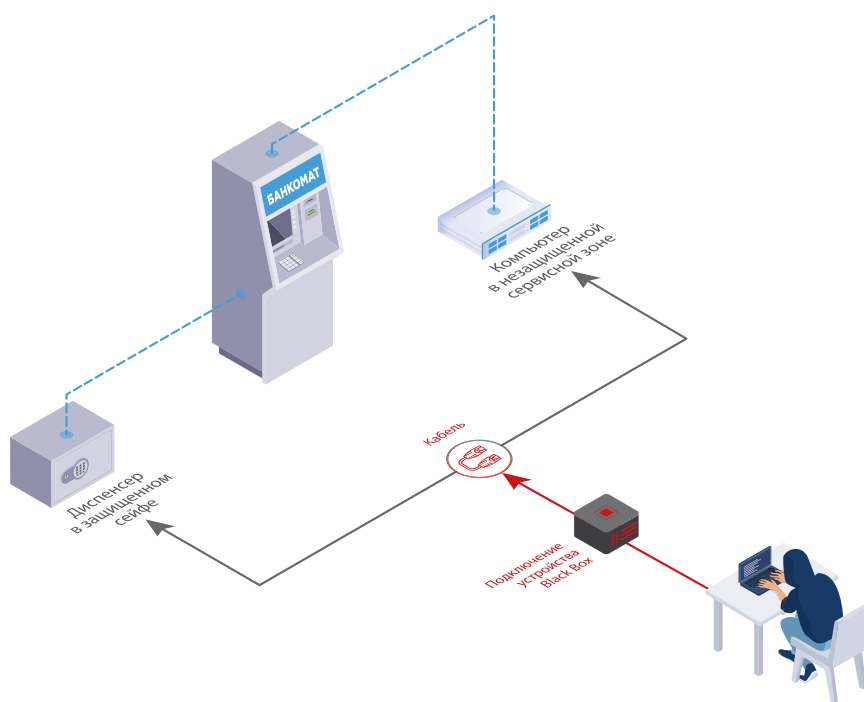 БАНКОМАТ
Компьютер
в незащищенной
сервисной зоне
Кабель
Диспенсер
в защищенном
сейфе
Подключение
устройства
Black Box